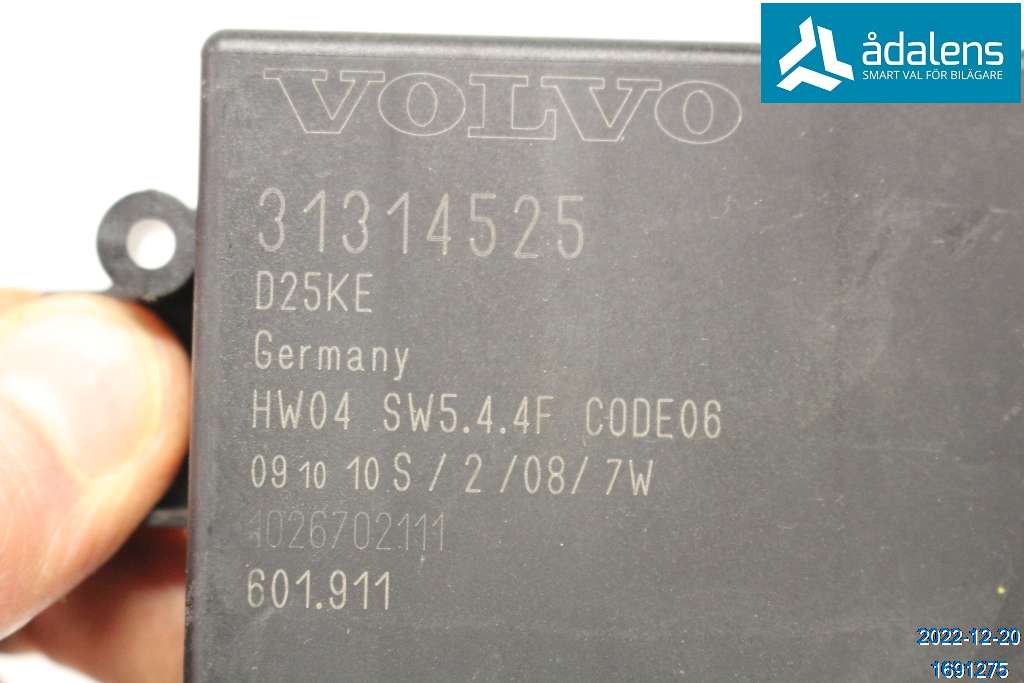 ådalens
SMART VAL FÖR BILÄGARE
VOLVO
31314525
D25KE
Germany
HW04 SW5.4.4F CODE06
09 10 10 S / 2 / 08 / 7W
1026702111
601.911
2022-12-20
1691275